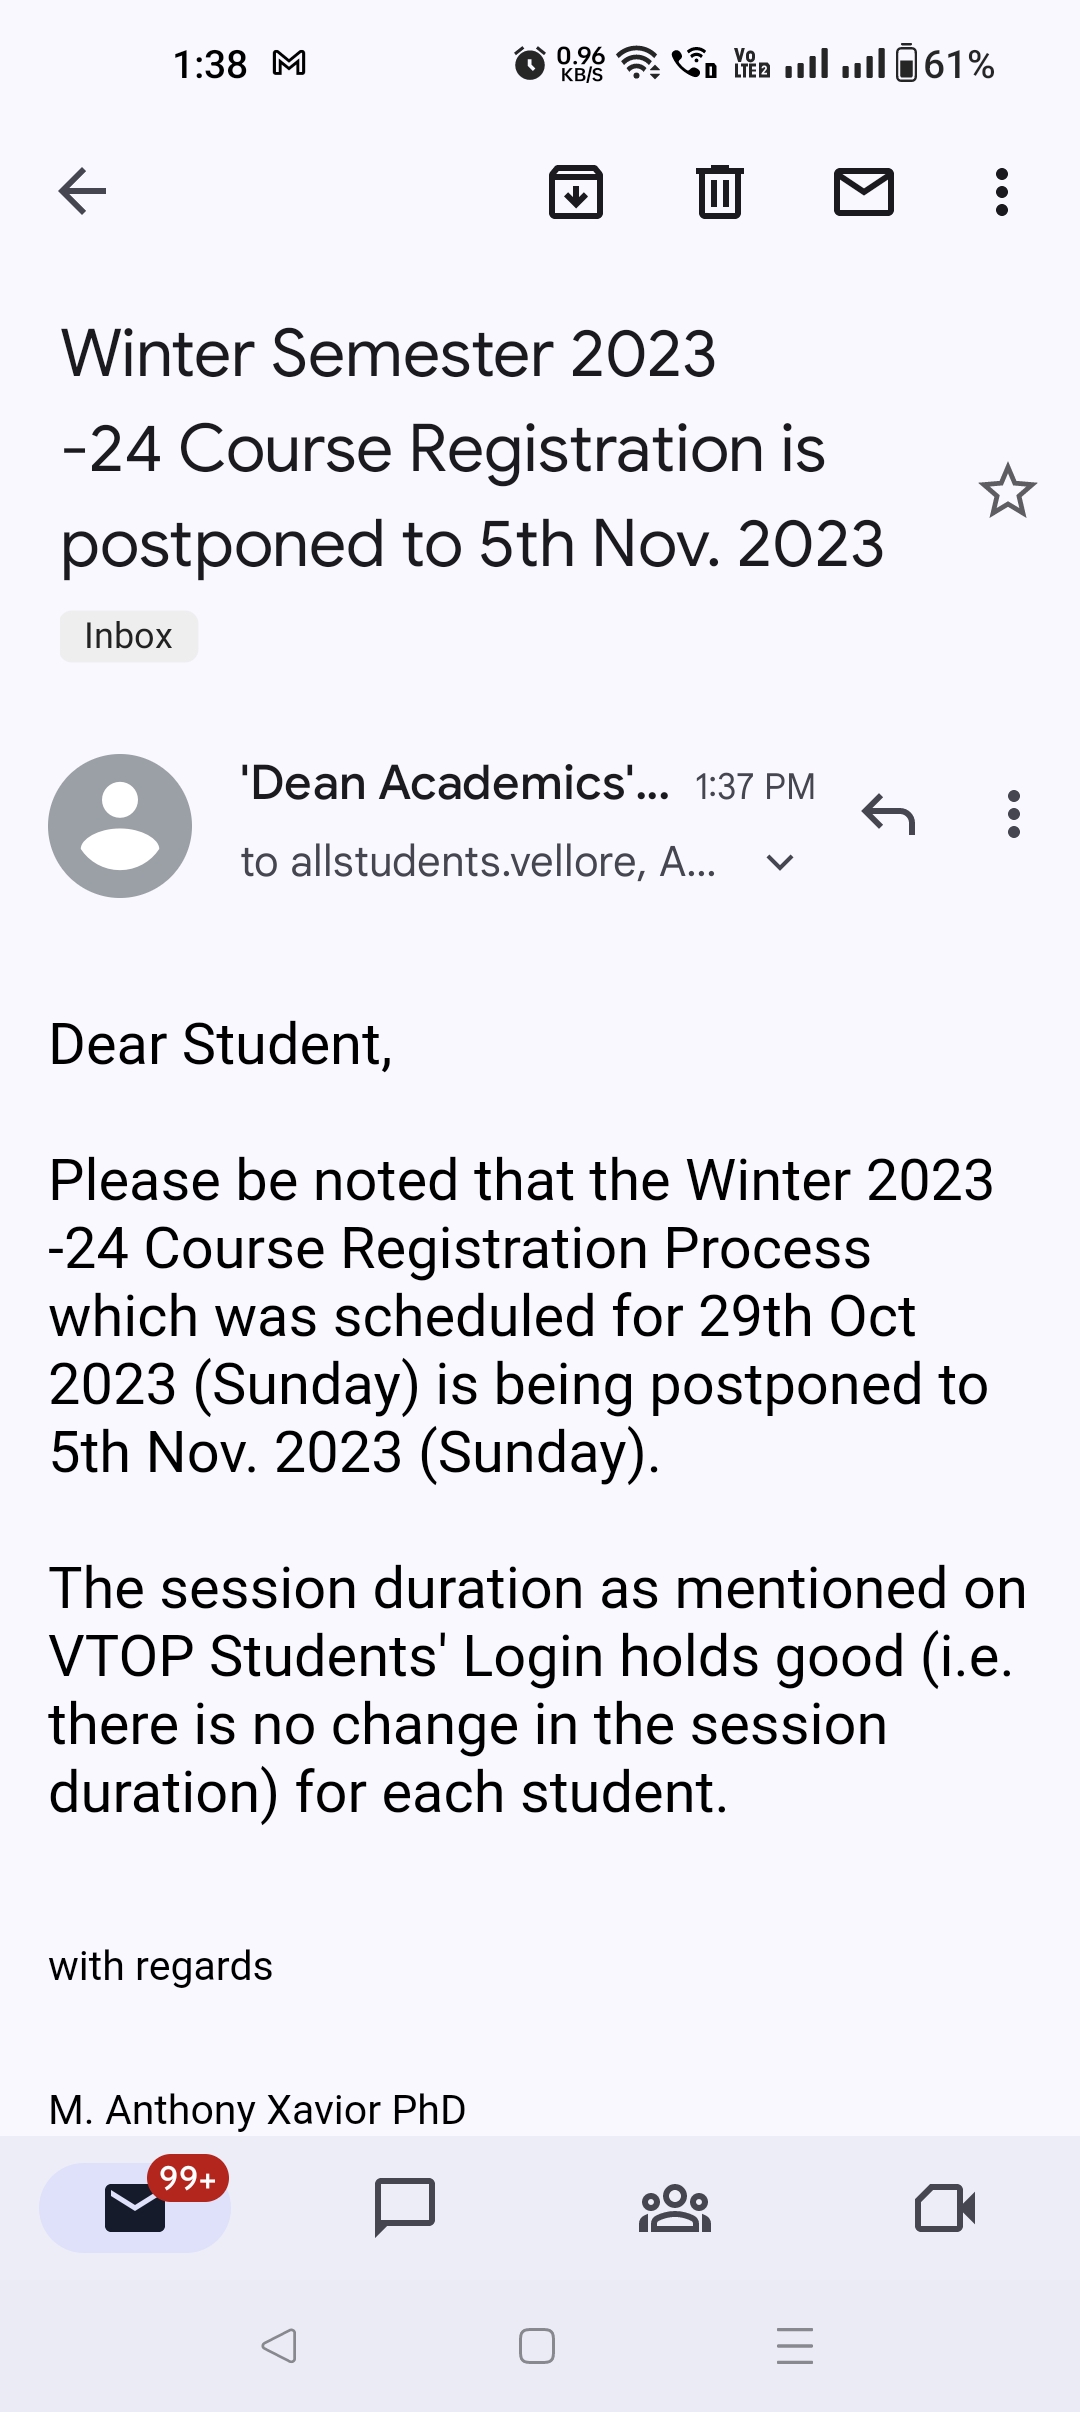 1:38 0.96 KB/S Vo LTE 2 61%
Winter Semester 2023
-24 Course Registration is
postponed to 5th Nov. 2023
Inbox
'Dean Academics'... 1:37 PM
to allstudents.vellore, A...
Dear Student,
Please be noted that the Winter 2023
-24 Course Registration Process
which was scheduled for 29th Oct
2023 (Sunday) is being postponed to
5th Nov. 2023 (Sunday).
The session duration as mentioned on
VTOP Students' Login holds good (i.e.
there is no change in the session
duration) for each student.
with regards
M. Anthony Xavior PhD
99+